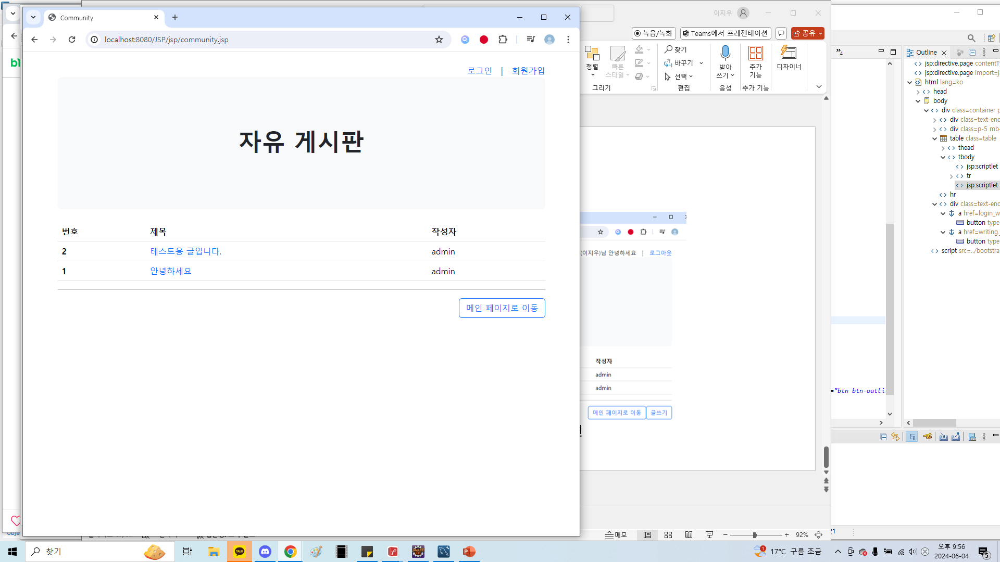 Community
localhost:8080/JSP/jsp/community.jsp
로그인 | 회원가입
자유 게시판
번호 제목 작성자
2 테스트용 글입니다. admin
1 안녕하세요 admin
메인 페이지로 이동
이지우
녹음/녹화 Teams에서 프레젠테이션 공유
정렬
빠른 스타일
찾기
바꾸기
선택
받아쓰기
추가 기능
디자이너
그리기 편집 음성 추가 기능
(이지우)님 안녕하세요 | 로그아웃
작성자
admin
admin
메인 페이지로 이동 글쓰기
메모
92%
4
Outline
jsp:directive.page contentTy
jsp:directive.page import=j
html lang=ko
head
body
div class=container p
div class=text-end
div class=p-5 mb-
table class=table
thead
tbody
jsp:scriptlet
tr
jsp:scriptlet
hr
div class=text-end
a href=login_w
button type
a href=writing.j
button type
script src=../bootstra
="btn btn-outli
찾기
TALK
1
17°C 구름 조금
오후 9:56
2024-06-04
5